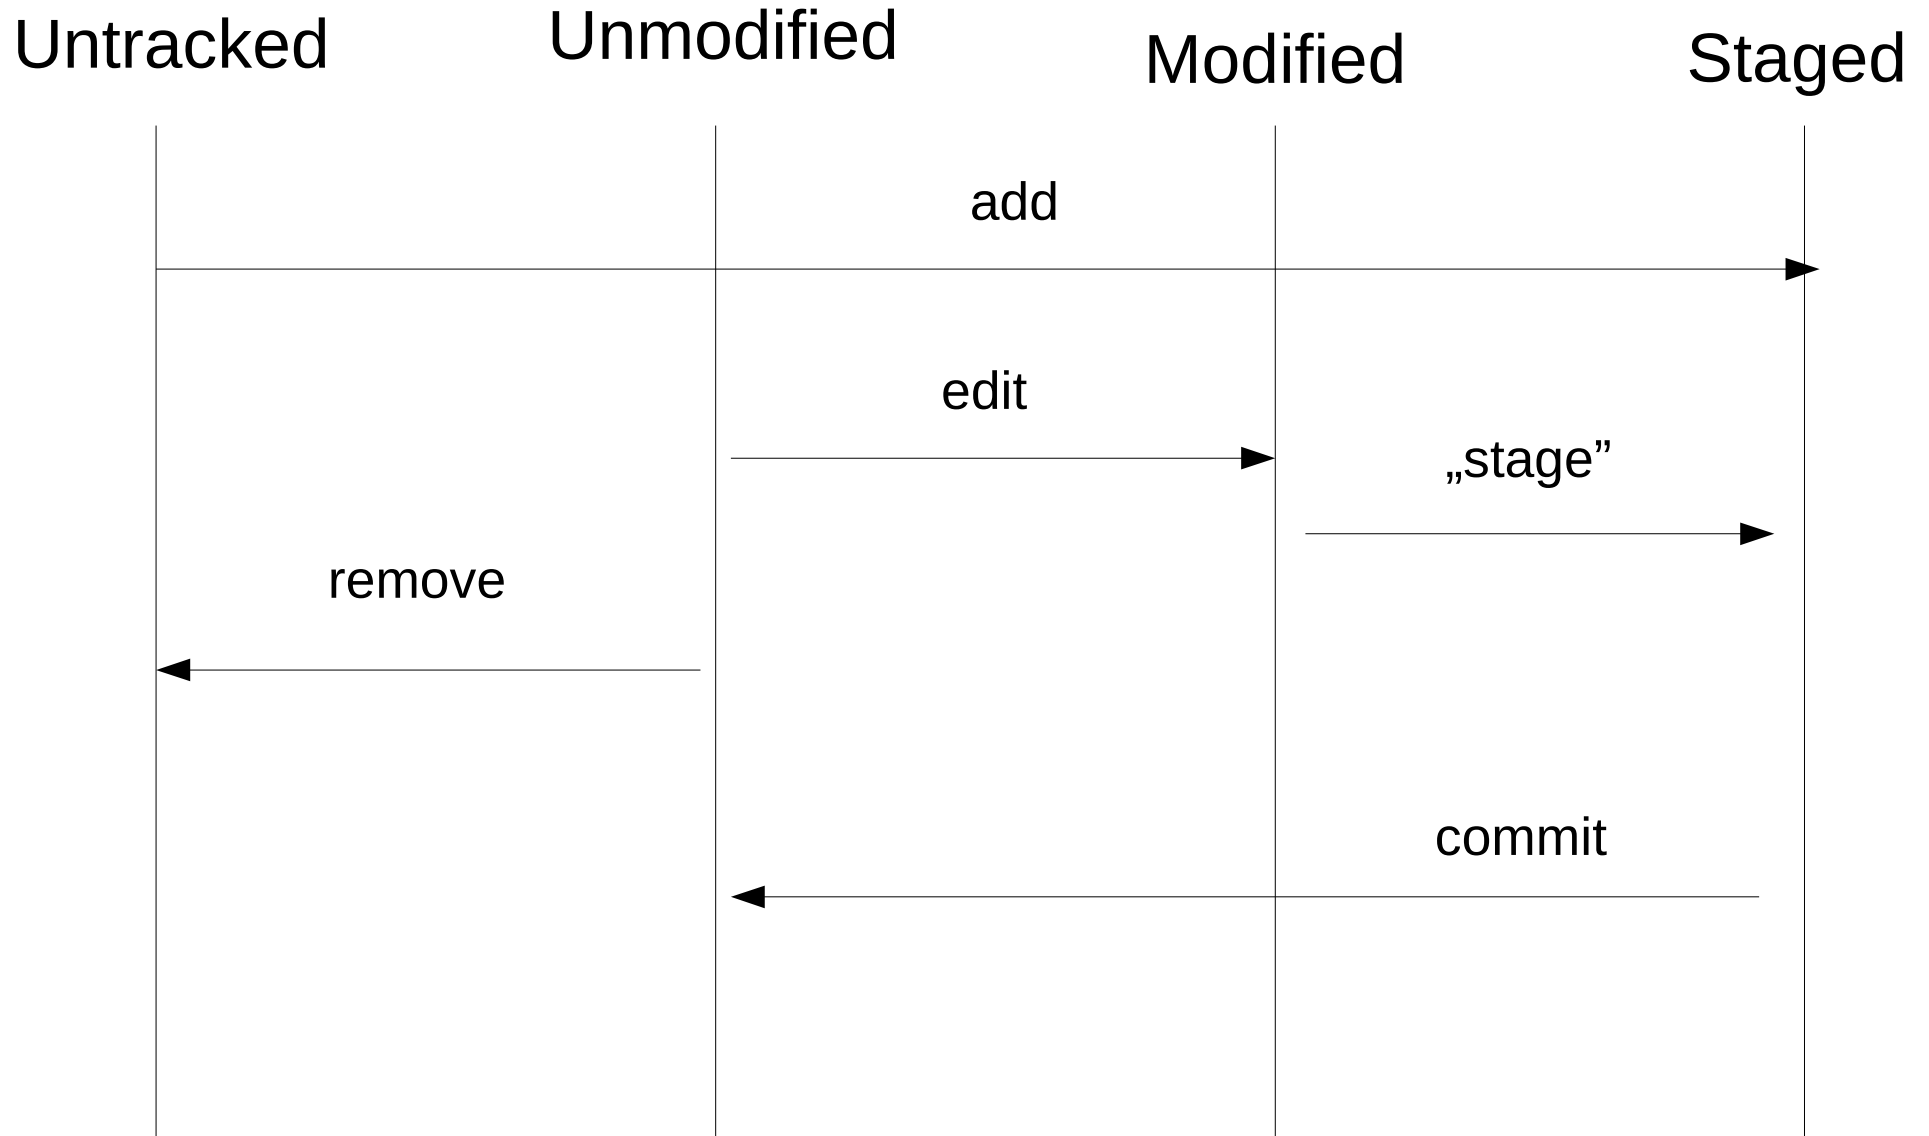 Untracked
Unmodified
Modified
Staged
add
edit
„stage”
remove
commit